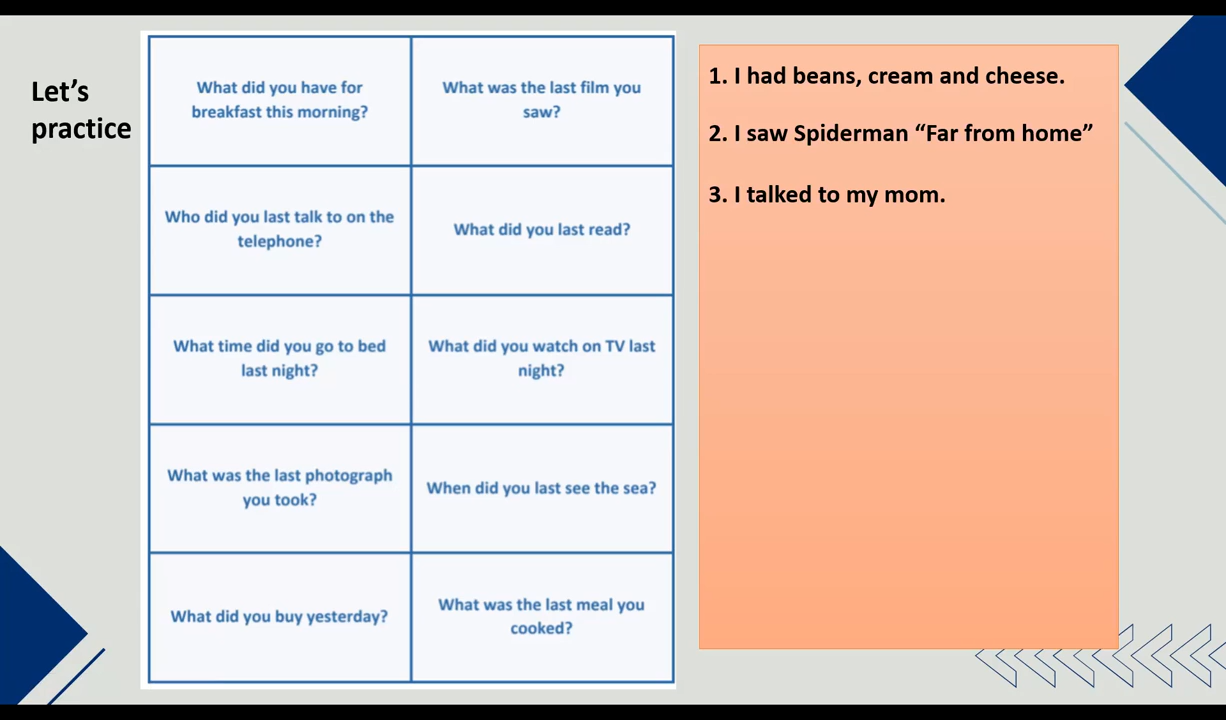 Let's
practice
What did you have for
breakfast this morning?
What was the last film you
saw?
Who did you last talk to on the
telephone?
What did you last read?
What time did you go to bed
last night?
What did you watch on TV last
night?
What was the last photograph
you took?
When did you last see the sea?
What did you buy yesterday?
What was the last meal you
cooked?
1. I had beans, cream and cheese.
2. I saw Spiderman “Far from home”
3. I talked to my mom.